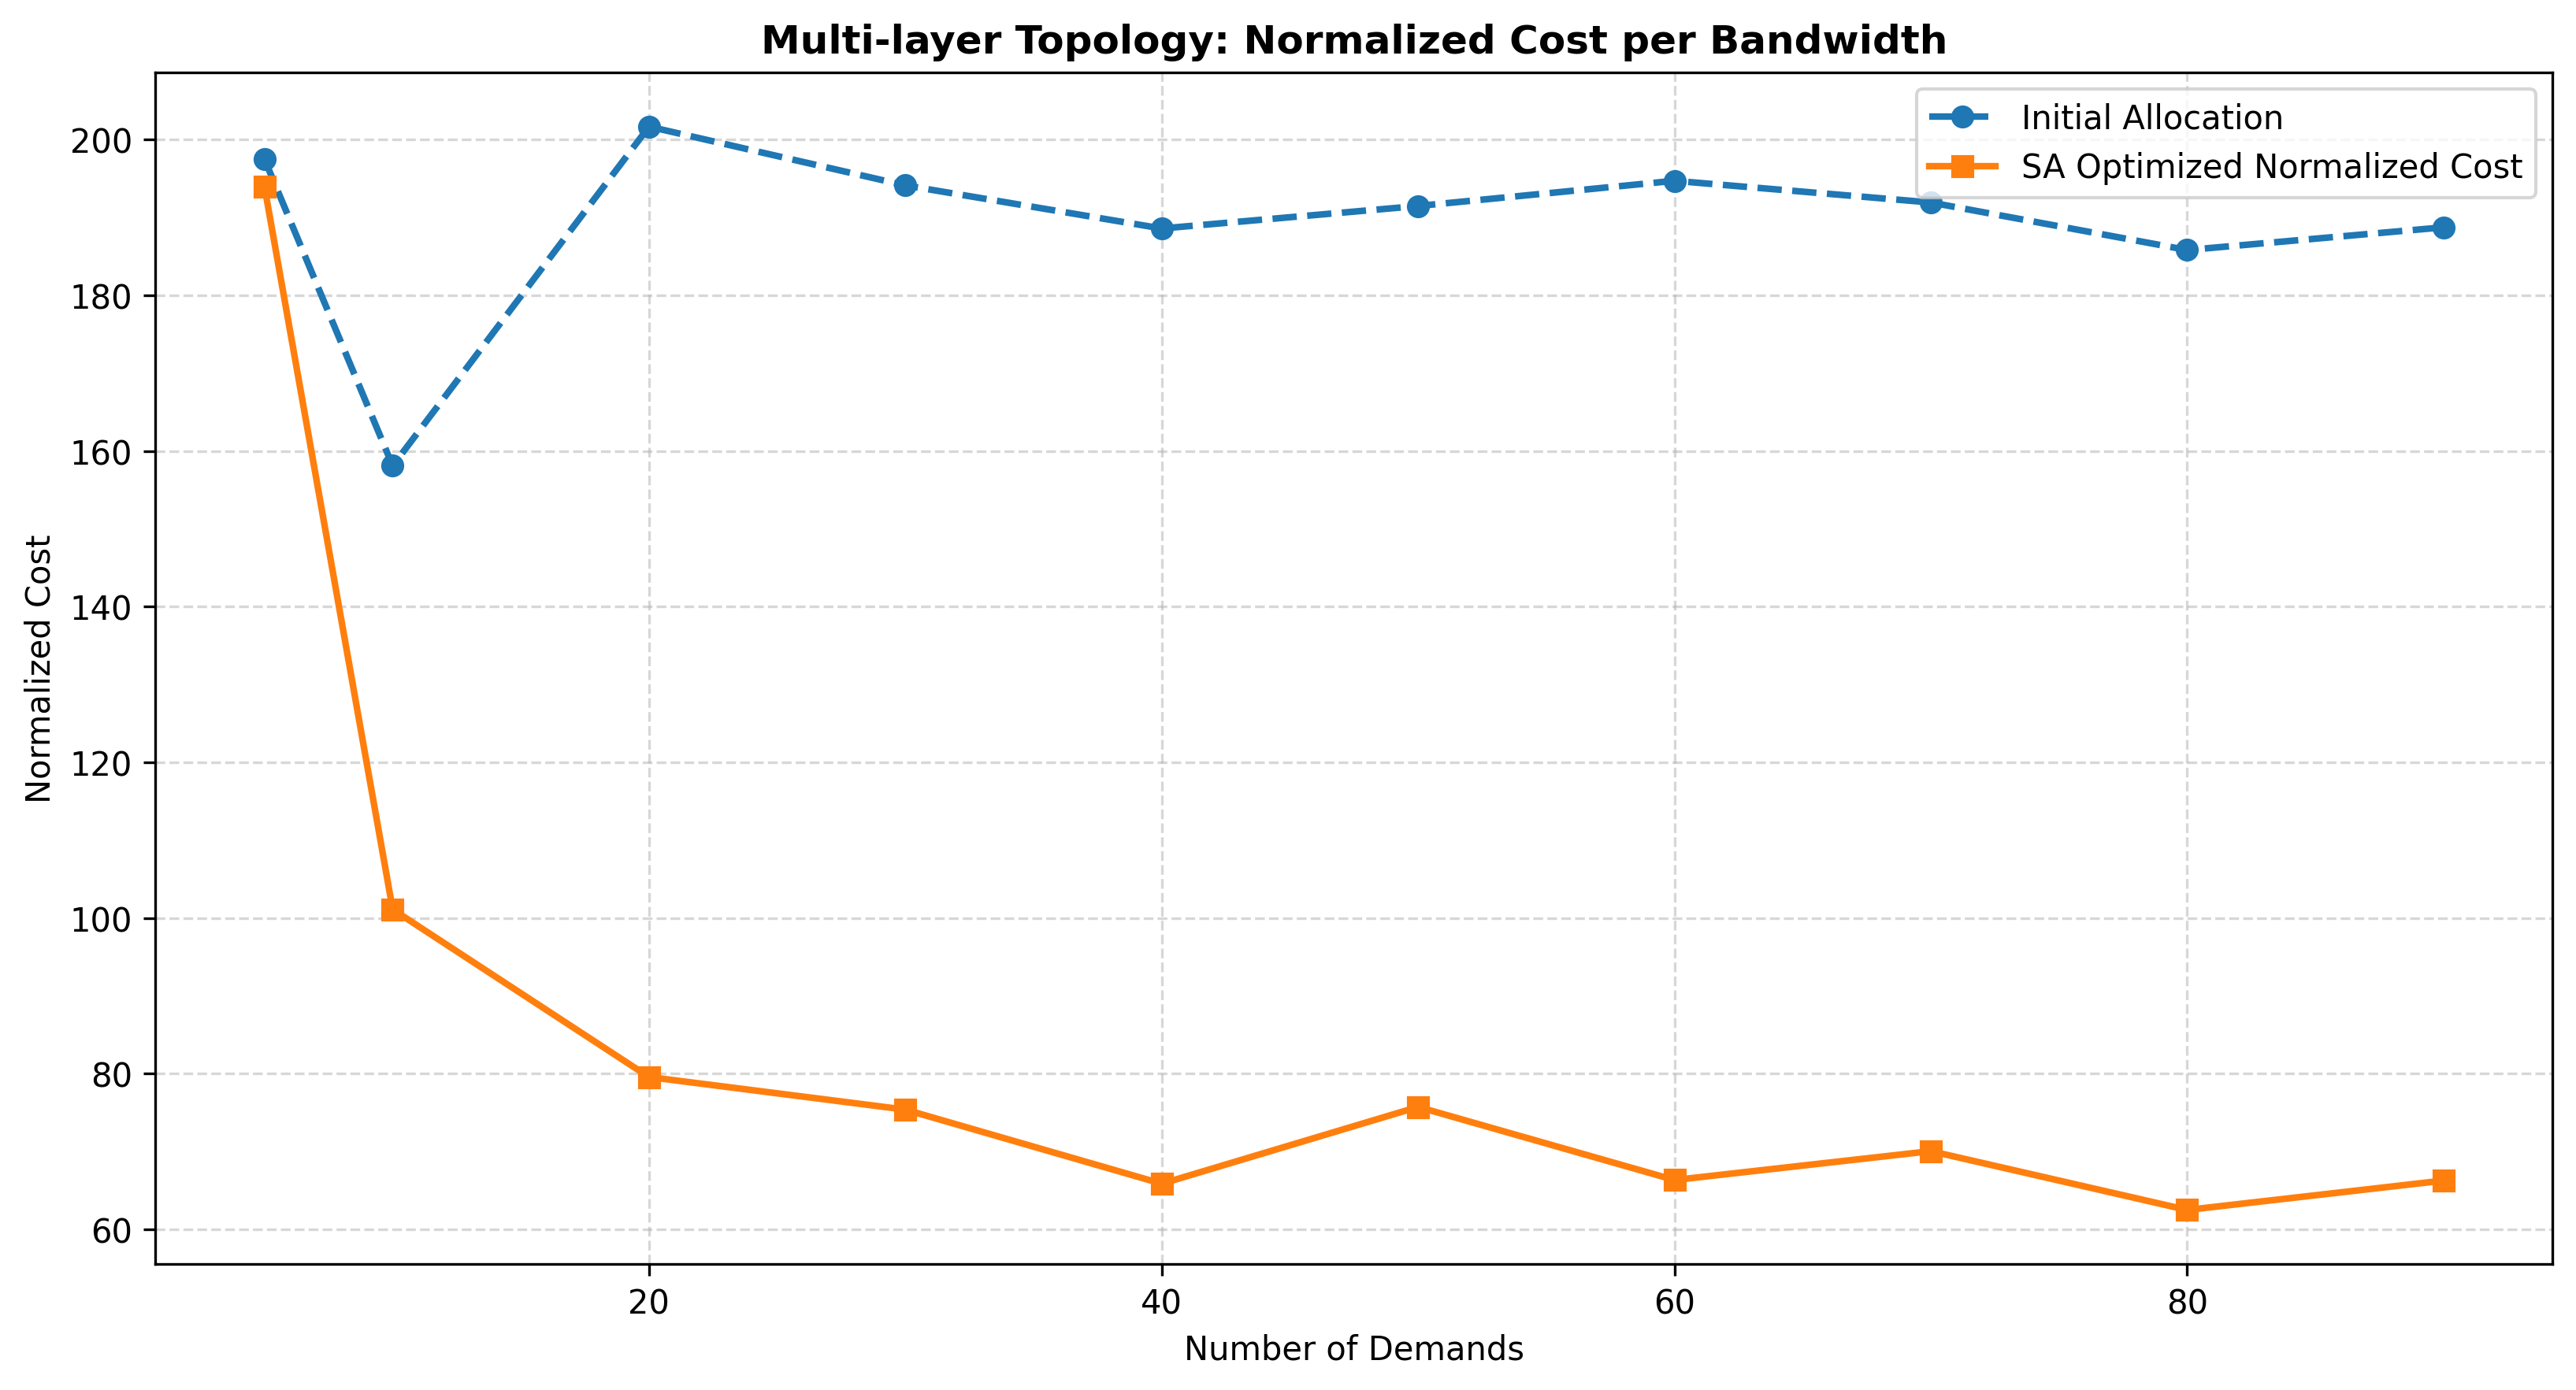 Multi-layer Topology: Normalized Cost per Bandwidth
Initial Allocation
SA Optimized Normalized Cost
Normalized Cost
200
180
160
140
120
100
80
60
20
40
60
80
Number of Demands